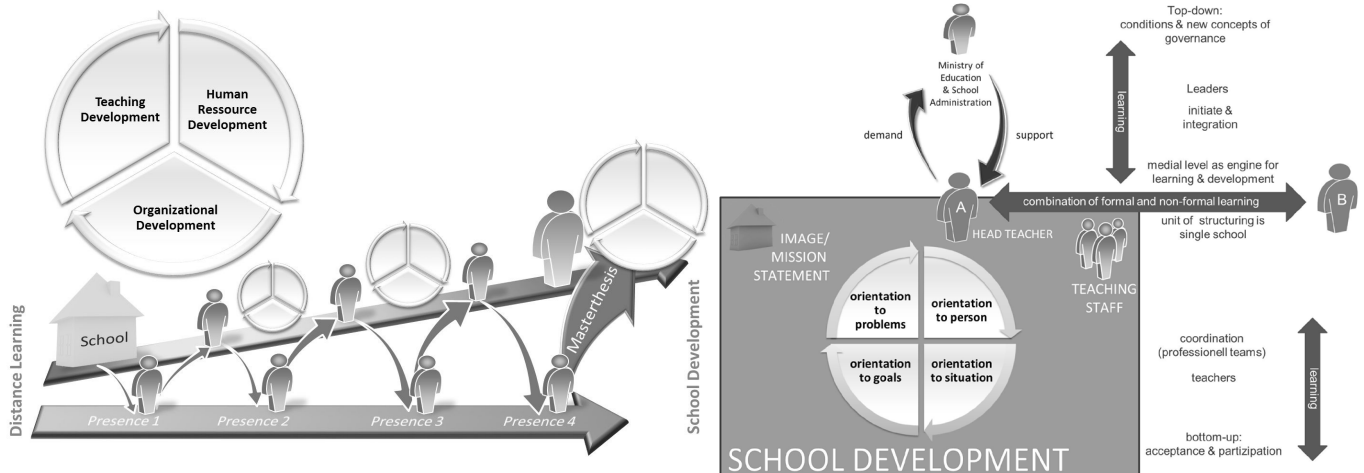 Teaching
Development
Human
Ressource
Development
Organizational
Development
School
Distance Learning
Presence 1
Presence 2
Presence 3
Presence 4
Masterthesis
School Development
Ministry of
Education
& School
Administration
demand
support
A
HEAD TEACHER
IMAGE/
MISSION
STATEMENT
TEACHING
STAFF
orientation
to
problems
orientation
to person
orientation
to goals
orientation
to situation
SCHOOL DEVELOPMENT
Top-down:
conditions & new concepts of
governance
learning
Leaders
initiate &
integration
medial level as engine for
learning & development
combination of formal and non-formal learning
B
unit of structuring is
single school
coordination
(professionell teams)
teachers
learning
bottom-up:
acceptance & partizipation